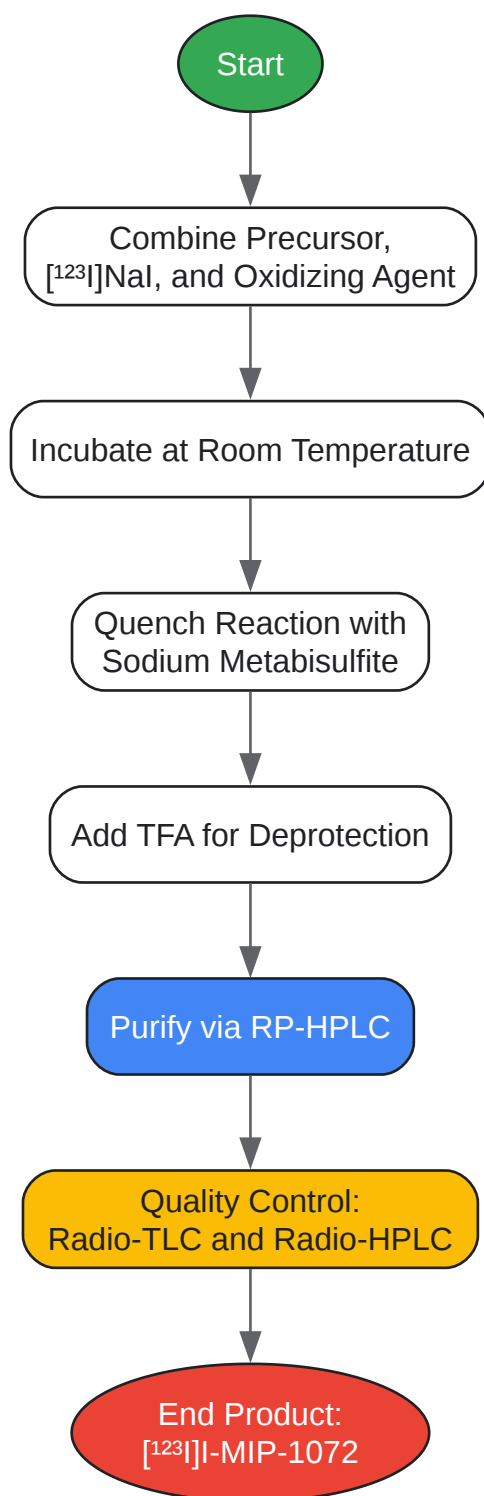 Start
Combine Precursor,
[¹²³I]NaI, and Oxidizing Agent
Incubate at Room Temperature
Quench Reaction with
Sodium Metabisulfite
Add TFA for Deprotection
Purify via RP-HPLC
Quality Control:
Radio-TLC and Radio-HPLC
End Product:
[¹²³I]I-MIP-1072